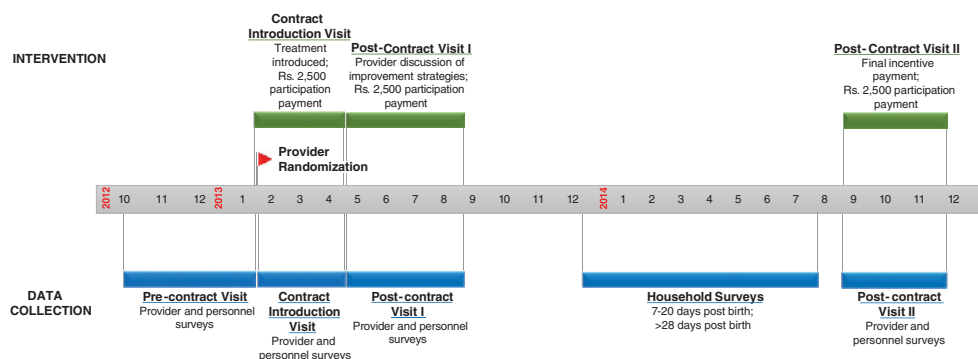 INTERVENTION
Contract
Introduction Visit
Treatment
introduced;
Rs. 2,500
participation
payment
Post-Contract Visit I
Provider discussion of
improvement strategies;
Rs. 2,500 participation
payment
Post- Contract Visit II
Final incentive
payment;
Rs. 2,500 participation
payment
Provider
Randomization
2012 10 11 12 2013 1 2 3 4 5 6 7 8 9 10 11 12 2014 1 2 3 4 5 6 7 8 9 10 11 12
DATA
COLLECTION
Pre-contract Visit
Provider and personnel
surveys
Contract
Introduction
Visit
Provider and
personnel surveys
Post-contract
Visit I
Provider and personnel
surveys
Household Surveys
7-20 days post birth;
>28 days post birth
Post-contract
Visit II
Provider and
personnel surveys